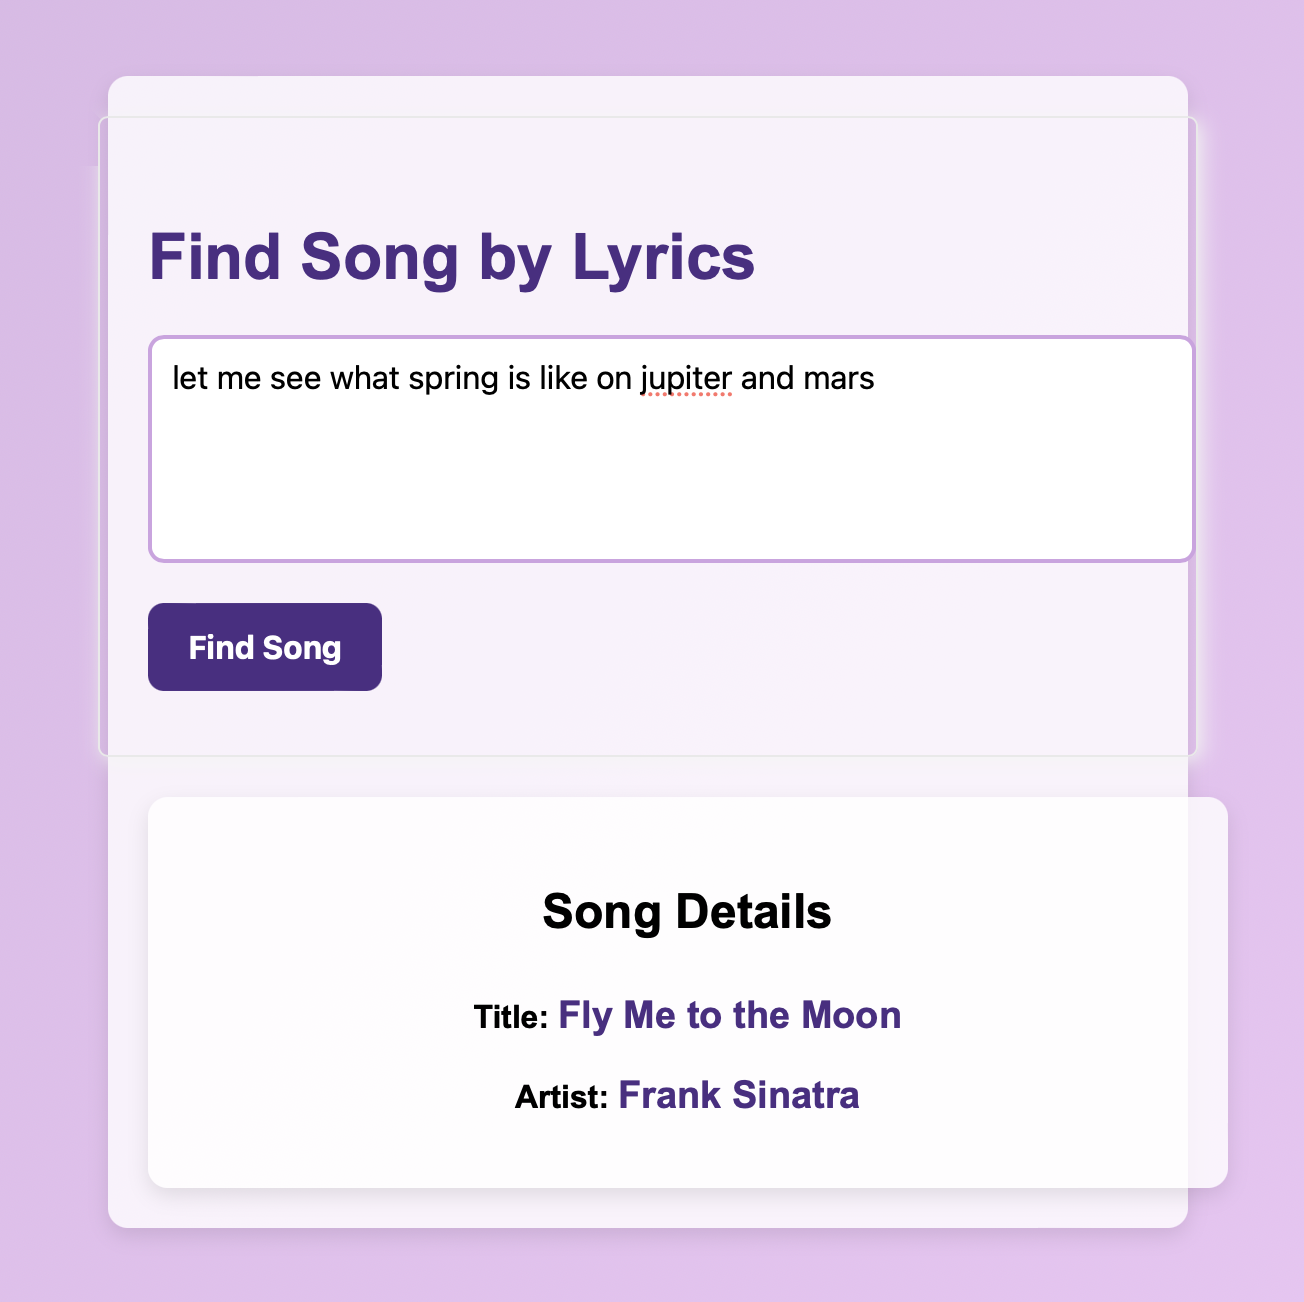 Find Song by Lyrics
let me see what spring is like on jupiter and mars
Find Song
Song Details
Title: Fly Me to the Moon
Artist: Frank Sinatra